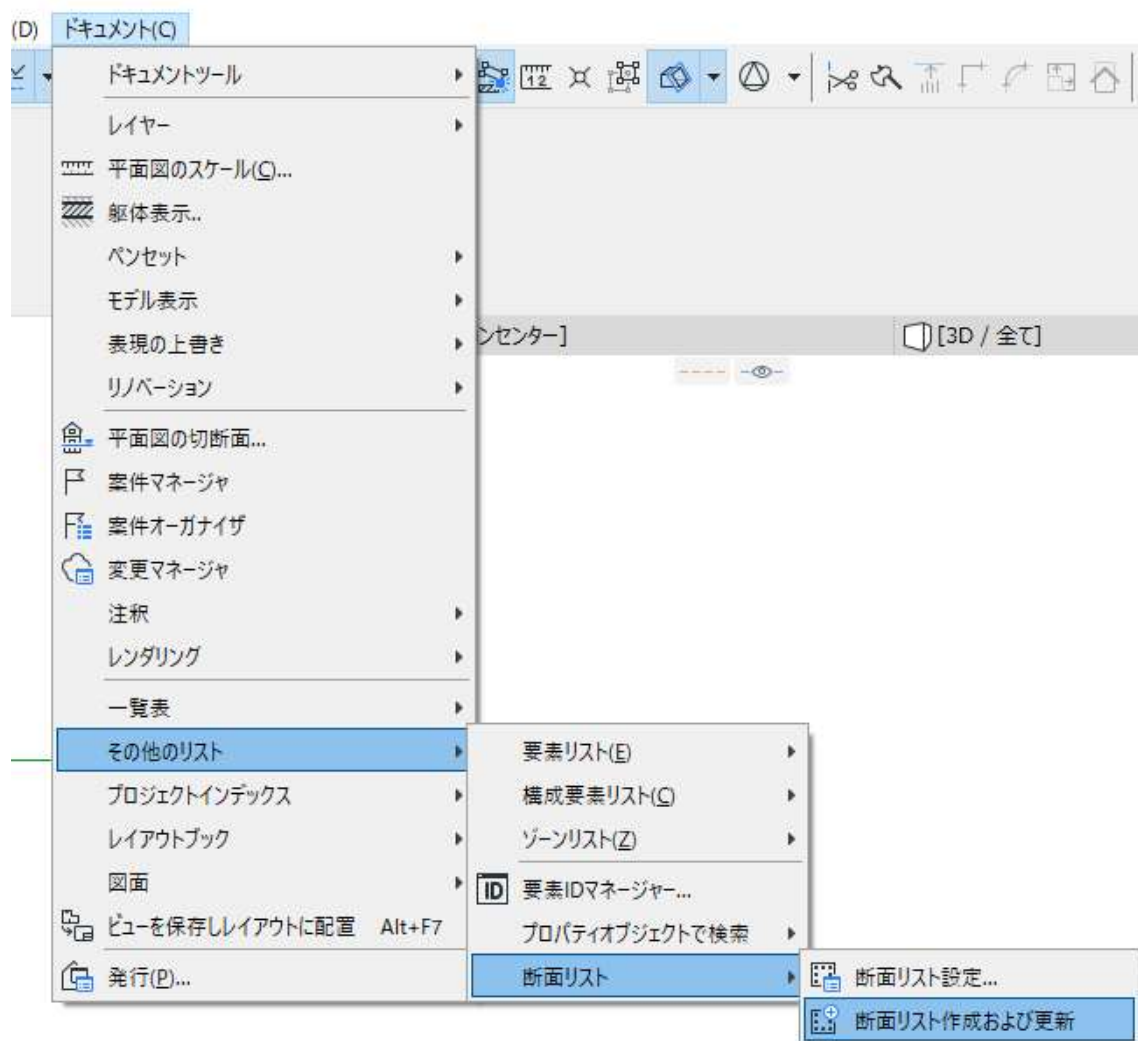 (D) ドキュメント(C)
ドキュメントツール
12
レイヤー
平面図のスケール(C)...
躯体表示..
ペンセット
モデル表示
表現の上書き
ンセンター]
[3D / 全て]
リノベーション
平面図の切断面...
案件マネージャ
案件オーガナイザ
変更マネージャ
注釈
レンダリング
一覧表
その他のリスト
プロジェクトインデックス
レイアウトブック
図面
ビューを保存しレイアウトに配置 Alt+F7
発行(P)...
要素リスト(E)
構成要素リスト(C)
ゾーンリスト(Z)
ID 要素IDマネージャー...
プロパティオブジェクトで検索
断面リスト
断面リスト設定...
断面リスト作成および更新